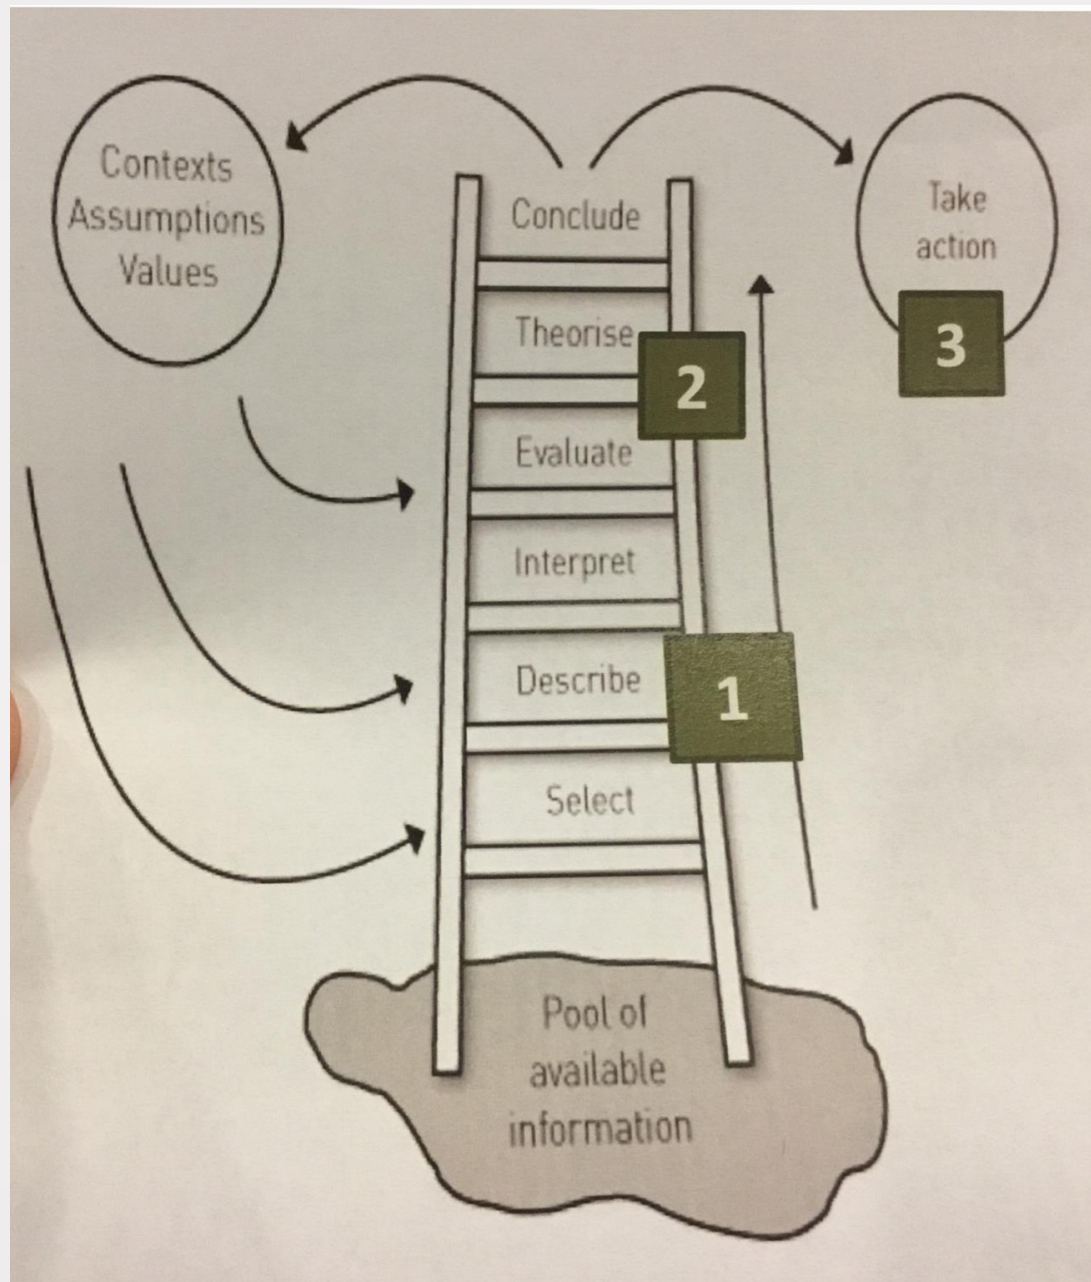 Contexts
Assumptions
Values
Conclude
Take
action
3
Theorise
2
Evaluate
Interpret
Describe
1
Select
Pool of
available
information